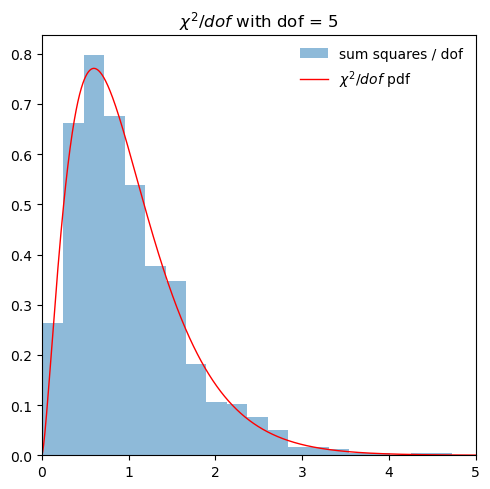 χ²/dof with dof = 5
sum squares / dof
χ²/dof pdf
0.8
0.7
0.6
0.5
0.4
0.3
0.2
0.1
0.0
0 1 2 3 4 5